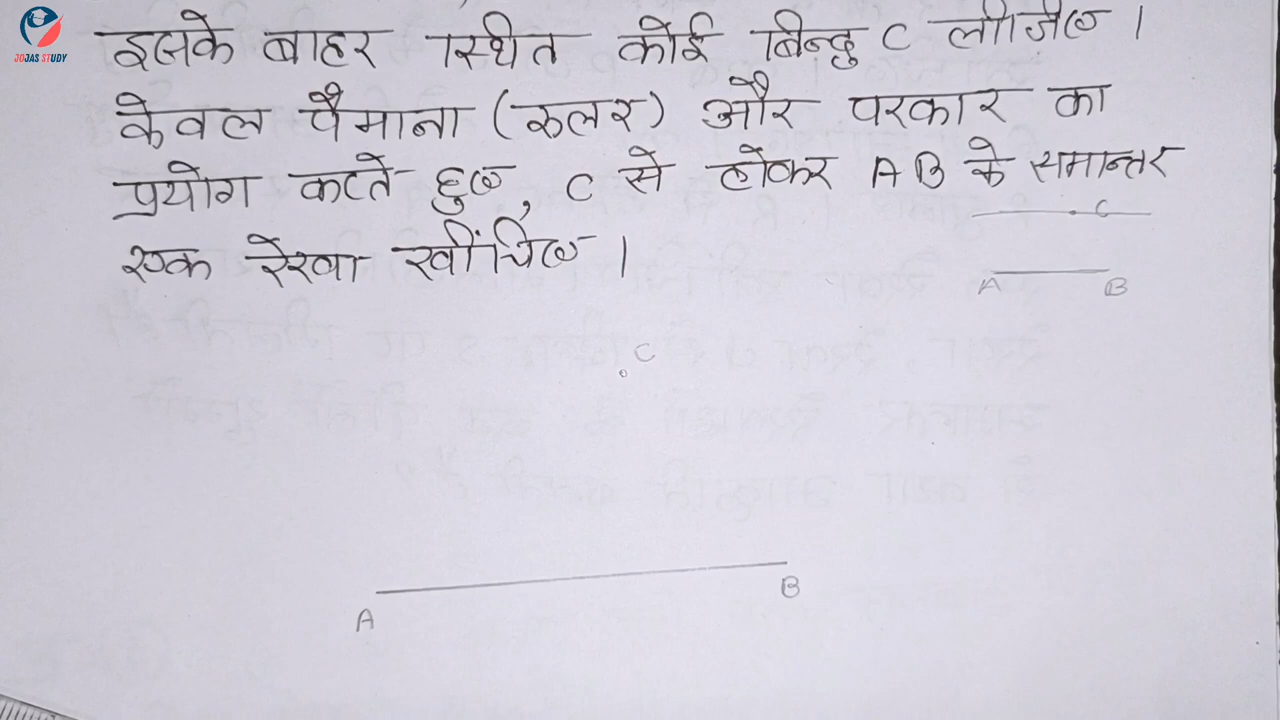 JOJAS STUDY
इसके बाहर स्थित कोई बिन्दु C लीजिए।
केवल पैमाना (रुलर) और परकार का
प्रयोग करते हुए, C से होकर AB के समान्तर
एक रेखा खींचिए।
C
A B
C
A B